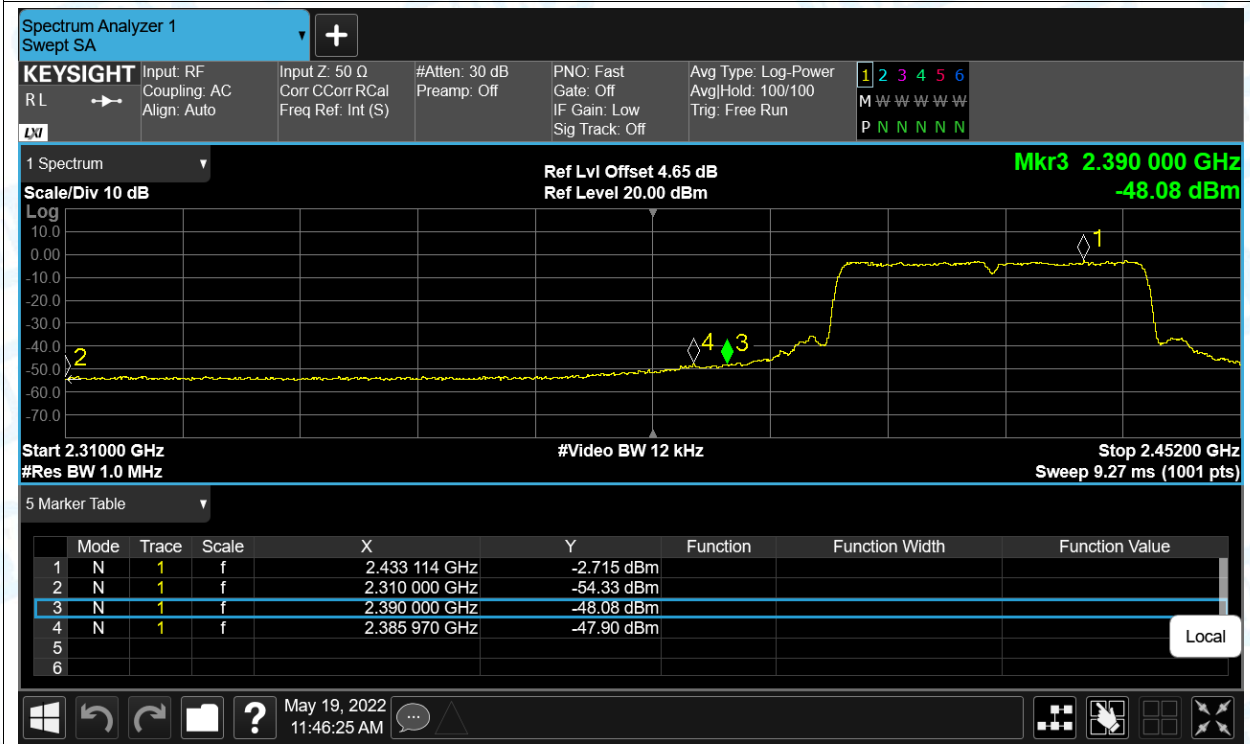 Spectrum Analyzer 1
Swept SA
+
KEYSIGHT
R L
LXI
Input: RF
Coupling: AC
Align: Auto
Input Z: 50 Ω
Corr CCorr RCal
Freq Ref: Int (S)
#Atten: 30 dB
Preamp: Off
PNO: Fast
Gate: Off
IF Gain: Low
Sig Track: Off
Avg Type: Log-Power
Avg|Hold: 100/100
Trig: Free Run
1 2 3 4 5 6
M W W W W W
P N N N N N
1 Spectrum
Scale/Div 10 dB
Ref Lvl Offset 4.65 dB
Ref Level 20.00 dBm
Mkr3 2.390 000 GHz
-48.08 dBm
Log
10.0
0.00
-10.0
-20.0
-30.0
-40.0
-50.0
-60.0
-70.0
2
4
3
1
Start 2.31000 GHz
#Res BW 1.0 MHz
#Video BW 12 kHz
Stop 2.45200 GHz
Sweep 9.27 ms (1001 pts)
5 Marker Table
Mode Trace Scale X Y Function Function Width Function Value
1 N 1 f 2.433 114 GHz -2.715 dBm
2 N 1 f 2.310 000 GHz -54.33 dBm
3 N 1 f 2.390 000 GHz -48.08 dBm
4 N 1 f 2.385 970 GHz -47.90 dBm
5
6
Local
?
May 19, 2022
11:46:25 AM